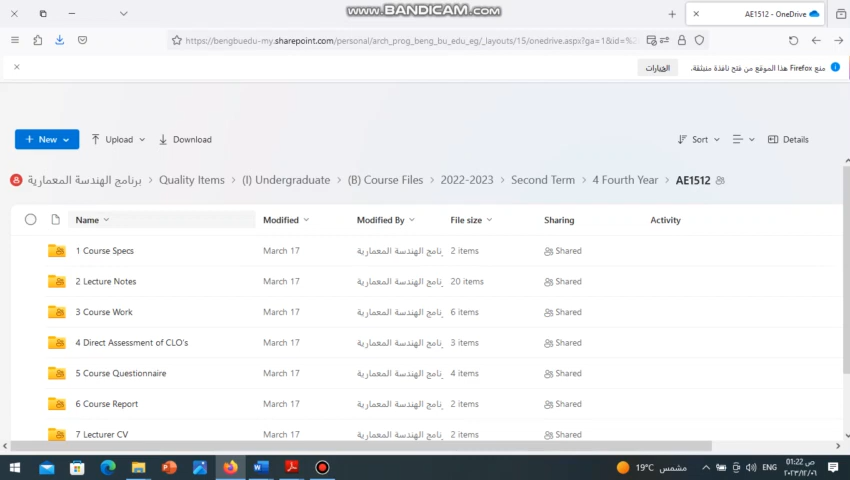 WWW.BANDICAM.COM
AE1512 - OneDrive
https://bengbuedu-my.sharepoint.com/personal/arch_prog_beng_bu_edu_eg/_layouts/15/onedrive.aspx?ga=1&id=%2
منع Firefox هذا الموقع من فتح نافذة منبثقة.
الخيارات
New
Upload
Download
Sort
Details
برنامج الهندسة المعمارية > Quality Items > (I) Undergraduate > (B) Course Files > 2022-2023 > Second Term > 4 Fourth Year > AE1512
Name Modified Modified By File size Sharing Activity
1 Course Specs March 17 برنامج الهندسة المعمارية 2 items Shared
2 Lecture Notes March 17 برنامج الهندسة المعمارية 20 items Shared
3 Course Work March 17 برنامج الهندسة المعمارية 6 items Shared
4 Direct Assessment of CLO's March 17 برنامج الهندسة المعمارية 3 items Shared
5 Course Questionnaire March 17 برنامج الهندسة المعمارية 4 items Shared
6 Course Report March 17 برنامج الهندسة المعمارية 2 items Shared
7 Lecturer CV March 17 برنامج الهندسة المعمارية 2 items Shared
19°C مشمس
ENG
01:22 ص
٢٠٢٣/١٢/٠٦